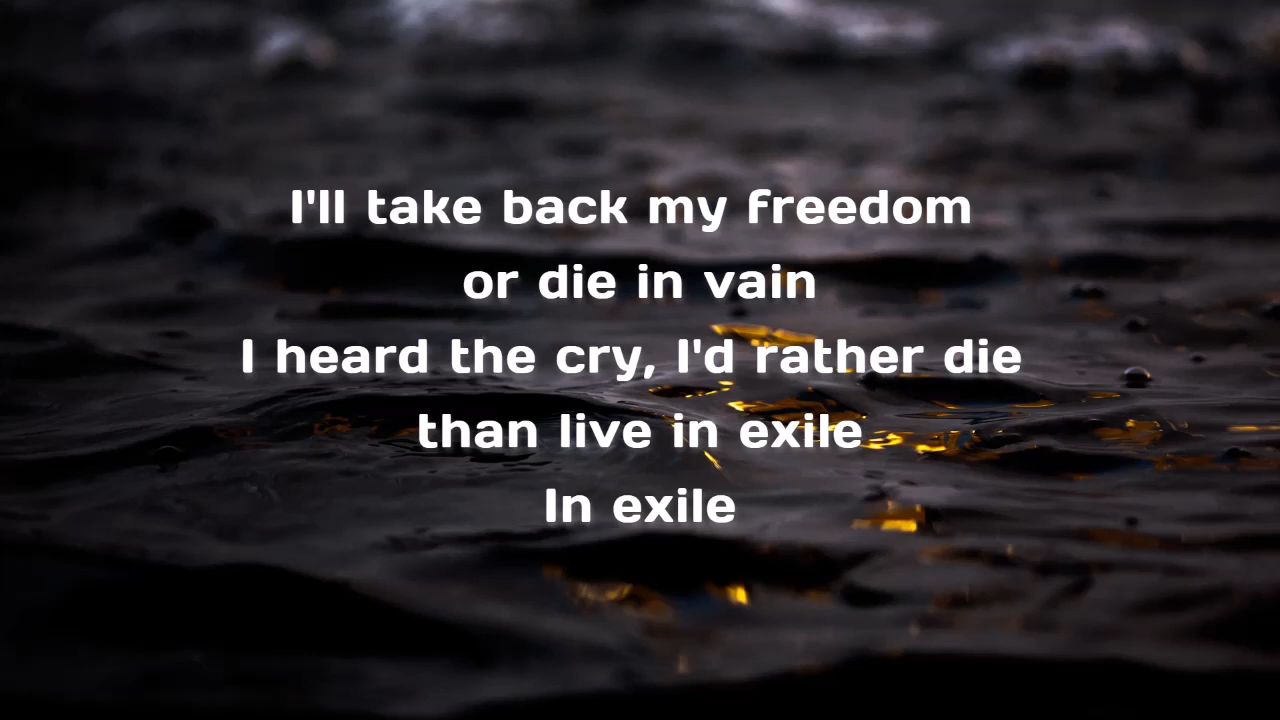 I'll take back my freedom
or die in vain
I heard the cry, I'd rather die
than live in exile
In exile